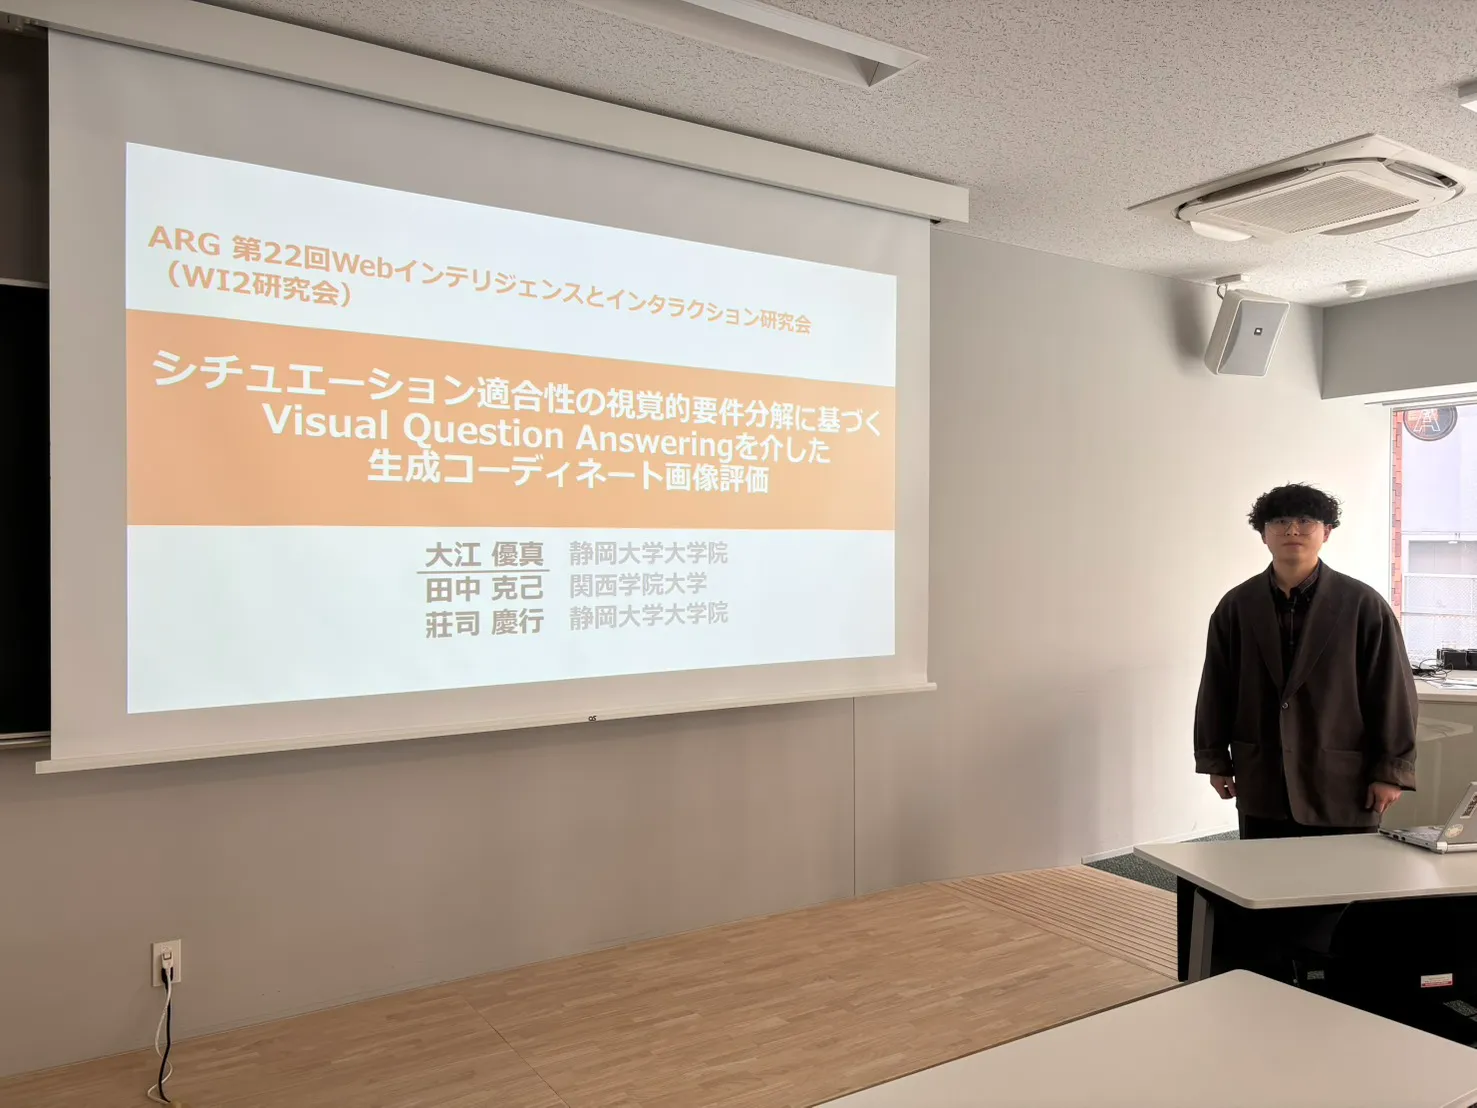 ARG 第22回Webインテリジェンスとインタラクション研究会
（WI2研究会）
シチュエーション適合性の視覚的要件分解に基づく
Visual Question Answeringを介した
生成コーディネート画像評価
大江 優真 静岡大学大学院
田中 克己 関西学院大学
莊司 慶行 静岡大学大学院